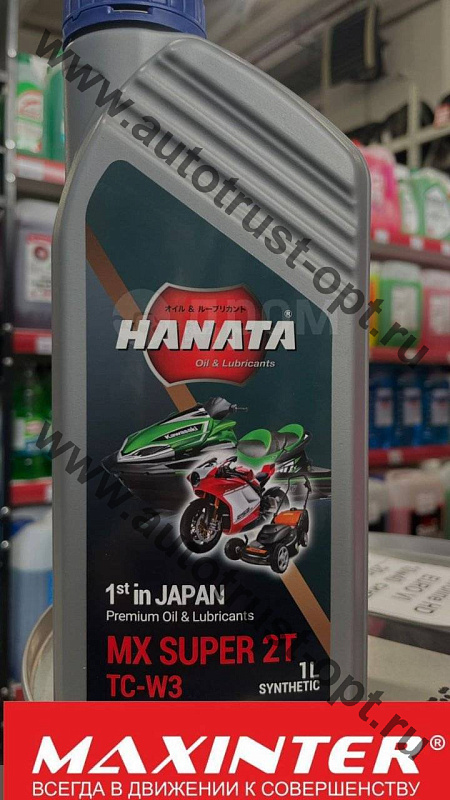 www.autotrust-opt.ru
オイル & ルーブリカント
HANATA®
Oil & Lubricants
Kawasaki
1st in JAPAN
Premium Oil & Lubricants
MX SUPER 2T
TC-W3
1L
SYNTHETIC
www.autotrust-opt.ru
MAXINTER®
ВСЕГДА В ДВИЖЕНИИ К СОВЕРШЕНСТВУ